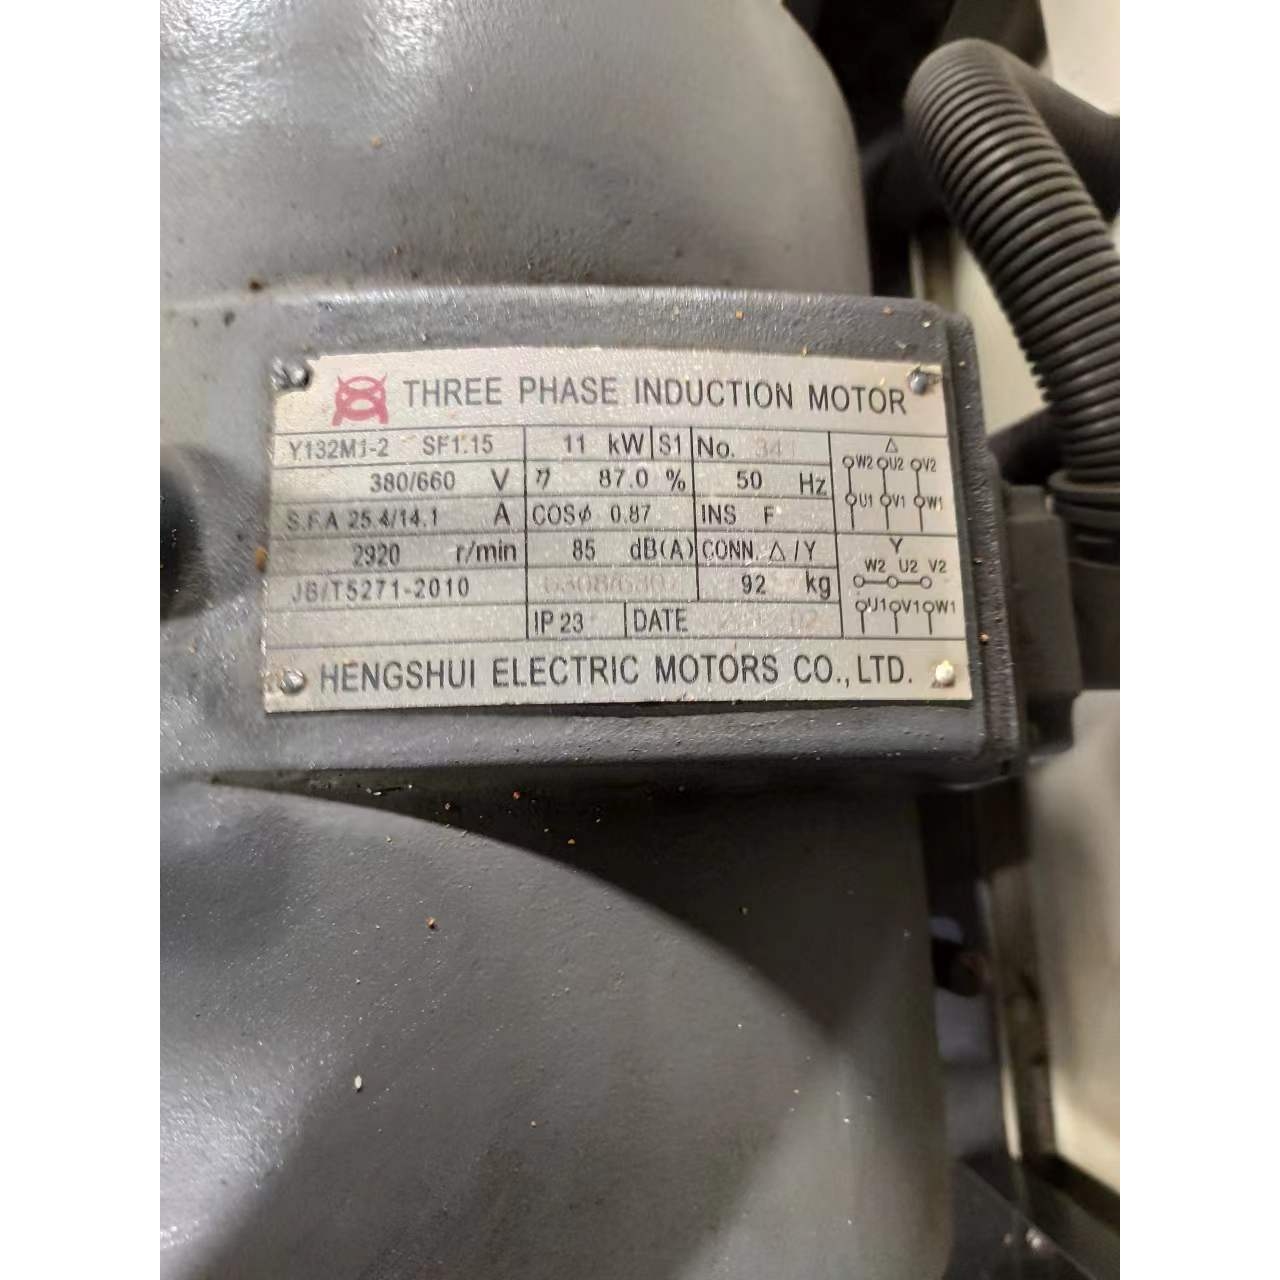 THREE PHASE INDUCTION MOTOR
Y132M1-2 SF1.15 11 kW S1 No.
380/660 V η 87.0 % 50 Hz
S.F.A 25.4/14.1 A COSφ 0.87 INS F
2920 r/min 85 dB(A) CONN. △/Y
JB/T5271-2010 92 kg
IP 23 DATE
△
W2 U2 V2
U1 V1 W1
Y
W2 U2 V2
U1 V1 W1
HENGSHUI ELECTRIC MOTORS CO., LTD.